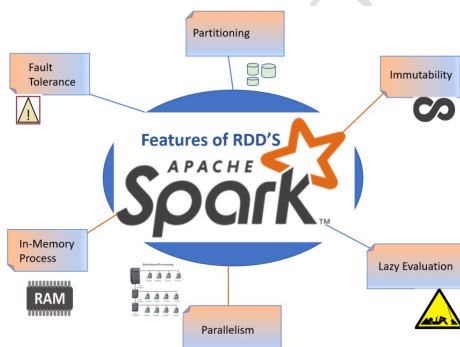 Partitioning
Fault
Tolerance
Immutability
Features of RDD'S
APACHE
Spark
TM
In-Memory
Process
RAM
Lazy Evaluation
Parallelism